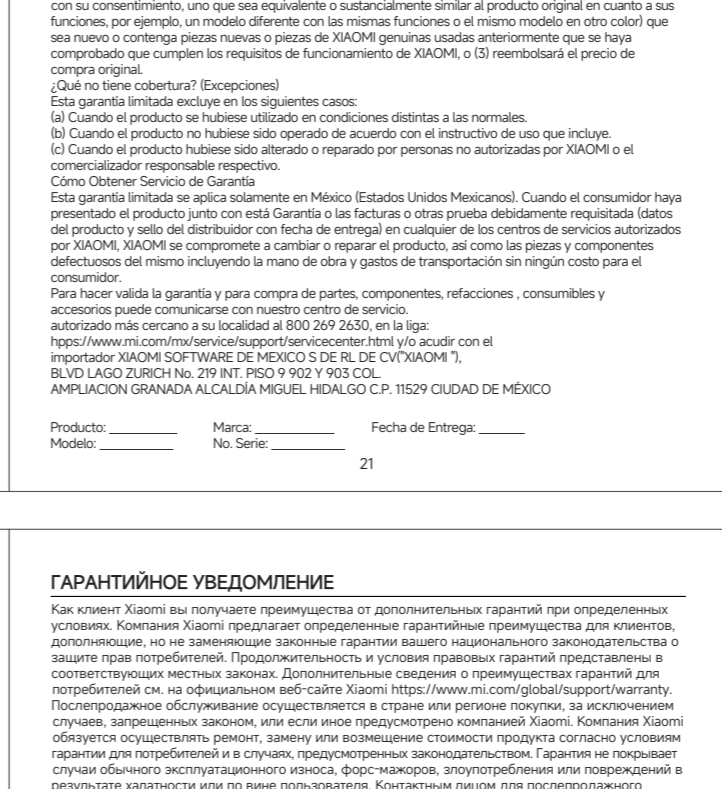 con su consentimiento, uno que sea equivalente o sustancialmente similar al producto original en cuanto a sus
funciones, por ejemplo, un modelo diferente con las mismas funciones o el mismo modelo en otro color) que
sea nuevo o contenga piezas nuevas o piezas de XIAOMI genuinas usadas anteriormente que se haya
comprobado que cumplen los requisitos de funcionamiento de XIAOMI, o (3) reembolsará el precio de
compra original.
¿Qué no tiene cobertura? (Excepciones)
Esta garantía limitada excluye en los siguientes casos:
(a) Cuando el producto se hubiese utilizado en condiciones distintas a las normales.
(b) Cuando el producto no hubiese sido operado de acuerdo con el instructivo de uso que incluye.
(c) Cuando el producto hubiese sido alterado o reparado por personas no autorizadas por XIAOMI o el
comercializador responsable respectivo.
Cómo Obtener Servicio de Garantía
Esta garantía limitada se aplica solamente en México (Estados Unidos Mexicanos). Cuando el consumidor haya
presentado el producto junto con está Garantía o las facturas o otras prueba debidamente requisitada (datos
del producto y sello del distribuidor con fecha de entrega) en cualquier de los centros de servicios autorizados
por XIAOMI, XIAOMI se compromete a cambiar o reparar el producto, así como las piezas y componentes
defectuosos del mismo incluyendo la mano de obra y gastos de transportación sin ningún costo para el
consumidor.
Para hacer valida la garantía y para compra de partes, componentes, refacciones , consumibles y
accesorios puede comunicarse con nuestro centro de servicio.
autorizado más cercano a su localidad al 800 269 2630, en la liga:
hpps://www.mi.com/mx/service/support/servicecenter.html y/o acudir con el
importador XIAOMI SOFTWARE DE MEXICO S DE RL DE CV("XIAOMI "),
BLVD LAGO ZURICH No. 219 INT. PISO 9 902 Y 903 COL.
AMPLIACION GRANADA ALCALDÍA MIGUEL HIDALGO C.P. 11529 CIUDAD DE MÉXICO
Producto: __________ Marca: ____________ Fecha de Entrega: _______
Modelo: ___________ No. Serie: ___________
21
ГАРАНТИЙНОЕ УВЕДОМЛЕНИЕ
Как клиент Xiaomi вы получаете преимущества от дополнительных гарантий при определенных
условиях. Компания Xiaomi предлагает определенные гарантийные преимущества для клиентов,
дополняющие, но не заменяющие законные гарантии вашего национального законодательства о
защите прав потребителей. Продолжительность и условия правовых гарантий представлены в
соответствующих местных законах. Дополнительные сведения о преимуществах гарантий для
потребителей см. на официальном веб-сайте Xiaomi https://www.mi.com/global/support/warranty.
Послепродажное обслуживание осуществляется в стране или регионе покупки, за исключением
случаев, запрещенных законом, или если иное предусмотрено компанией Xiaomi. Компания Xiaomi
обязуется осуществлять ремонт, замену или возмещение стоимости продукта согласно условиям
гарантии для потребителей и в случаях, предусмотренных законодательством. Гарантия не покрывает
случаи обычного эксплуатационного износа, форс-мажоров, злоупотребления или повреждений в
результате халатности или по вине пользователя. Контактным лицом для послепродажного